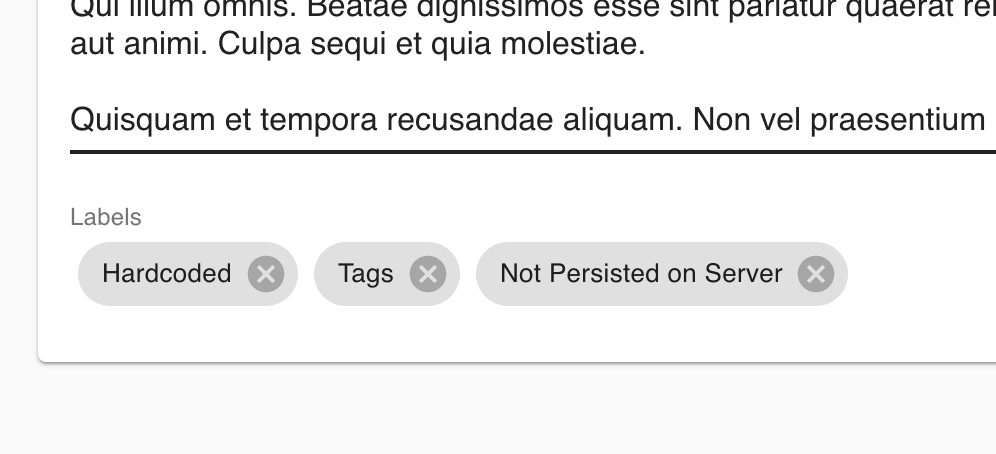 Qui illum omnis. Beatae dignissimos esse sint pariatur quaerat
aut animi. Culpa sequi et quia molestiae.
Quisquam et tempora recusandae aliquam. Non vel praesentium
Labels
Hardcoded
Tags
Not Persisted on Server